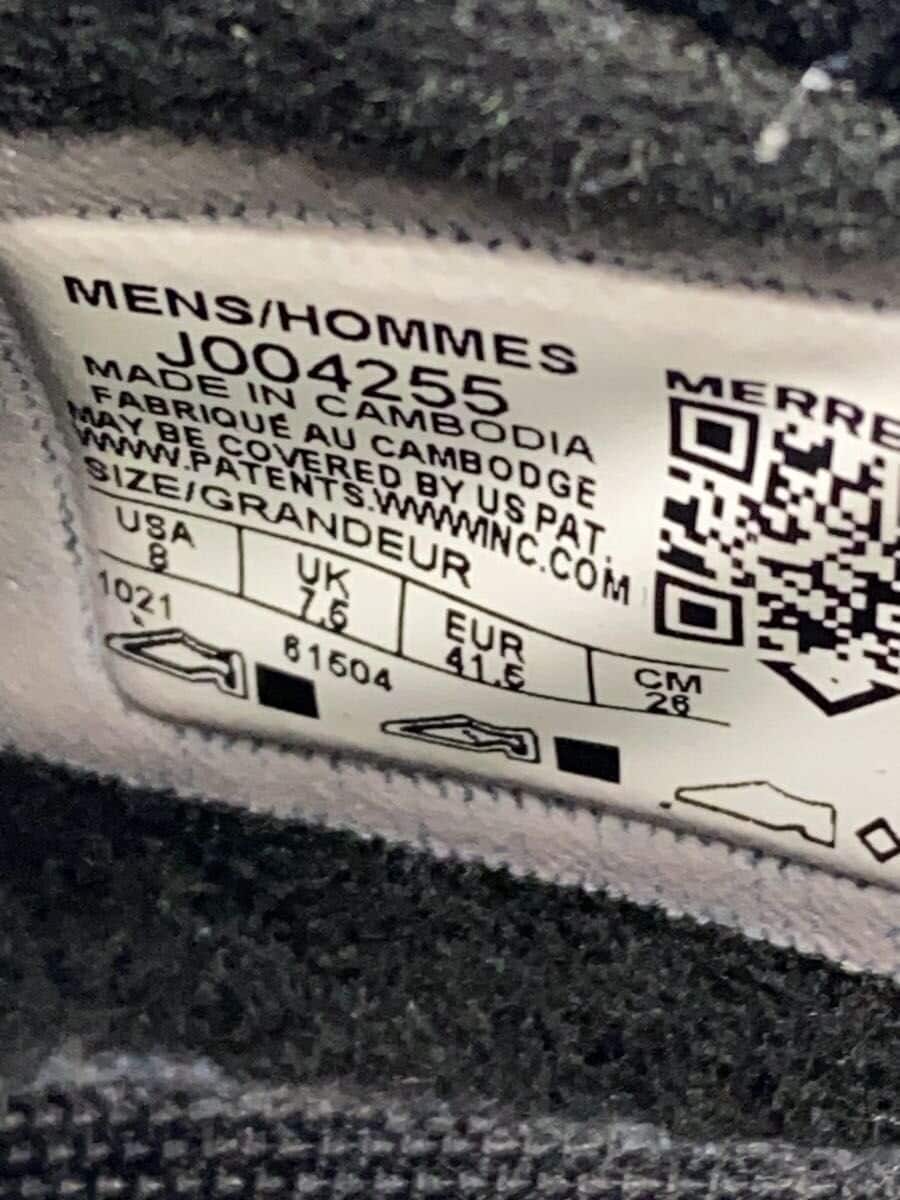 MENS/HOMMES
J004255
MADE IN CAMBODIA
FABRIQUÉ AU CAMBODGE
MAY BE COVERED BY US PAT.
WWW.PATENTS.WWWINC.COM
SIZE/GRANDEUR
USA UK EUR CM
8 7.5 41.5 26
1021 61504
MERRE